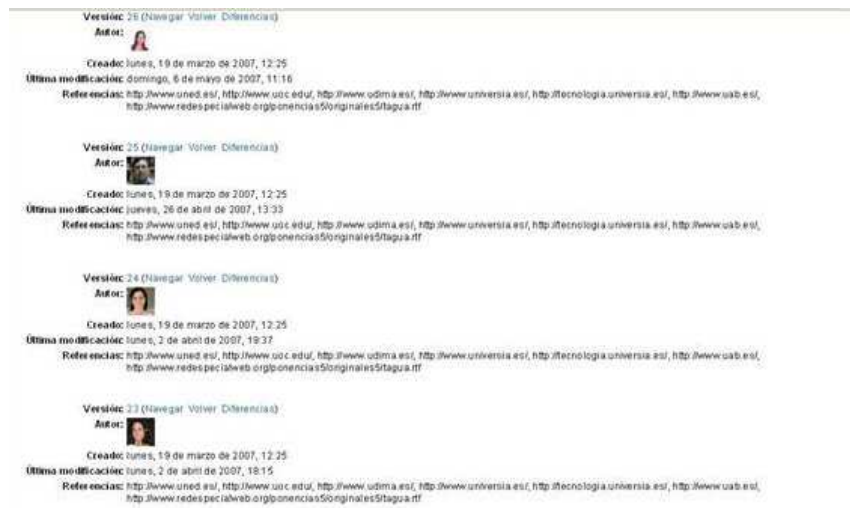 Versión: 26 (Navegar Volver Diferencias)
Autor:
Creado: lunes, 19 de marzo de 2007, 12:25
Última modificación: domingo, 6 de mayo de 2007, 11:16
Referencias: http://www.uned.es/, http://www.uoc.edu/, http://www.udima.es/, http://www.universia.es/, http://tecnologia.universia.es/, http://www.uab.es/,
http://www.redespecialweb.org/ponencias5/originales5/tagua.rtf
Versión: 25 (Navegar Volver Diferencias)
Autor:
Creado: lunes, 19 de marzo de 2007, 12:25
Última modificación: jueves, 26 de abril de 2007, 13:33
Referencias: http://www.uned.es/, http://www.uoc.edu/, http://www.udima.es/, http://www.universia.es/, http://tecnologia.universia.es/, http://www.uab.es/,
http://www.redespecialweb.org/ponencias5/originales5/tagua.rtf
Versión: 24 (Navegar Volver Diferencias)
Autor:
Creado: lunes, 19 de marzo de 2007, 12:25
Última modificación: lunes, 2 de abril de 2007, 19:37
Referencias: http://www.uned.es/, http://www.uoc.edu/, http://www.udima.es/, http://www.universia.es/, http://tecnologia.universia.es/, http://www.uab.es/,
http://www.redespecialweb.org/ponencias5/originales5/tagua.rtf
Versión: 23 (Navegar Volver Diferencias)
Autor:
Creado: lunes, 19 de marzo de 2007, 12:25
Última modificación: lunes, 2 de abril de 2007, 18:15
Referencias: http://www.uned.es/, http://www.uoc.edu/, http://www.udima.es/, http://www.universia.es/, http://tecnologia.universia.es/, http://www.uab.es/,
http://www.redespecialweb.org/ponencias5/originales5/tagua.rtf